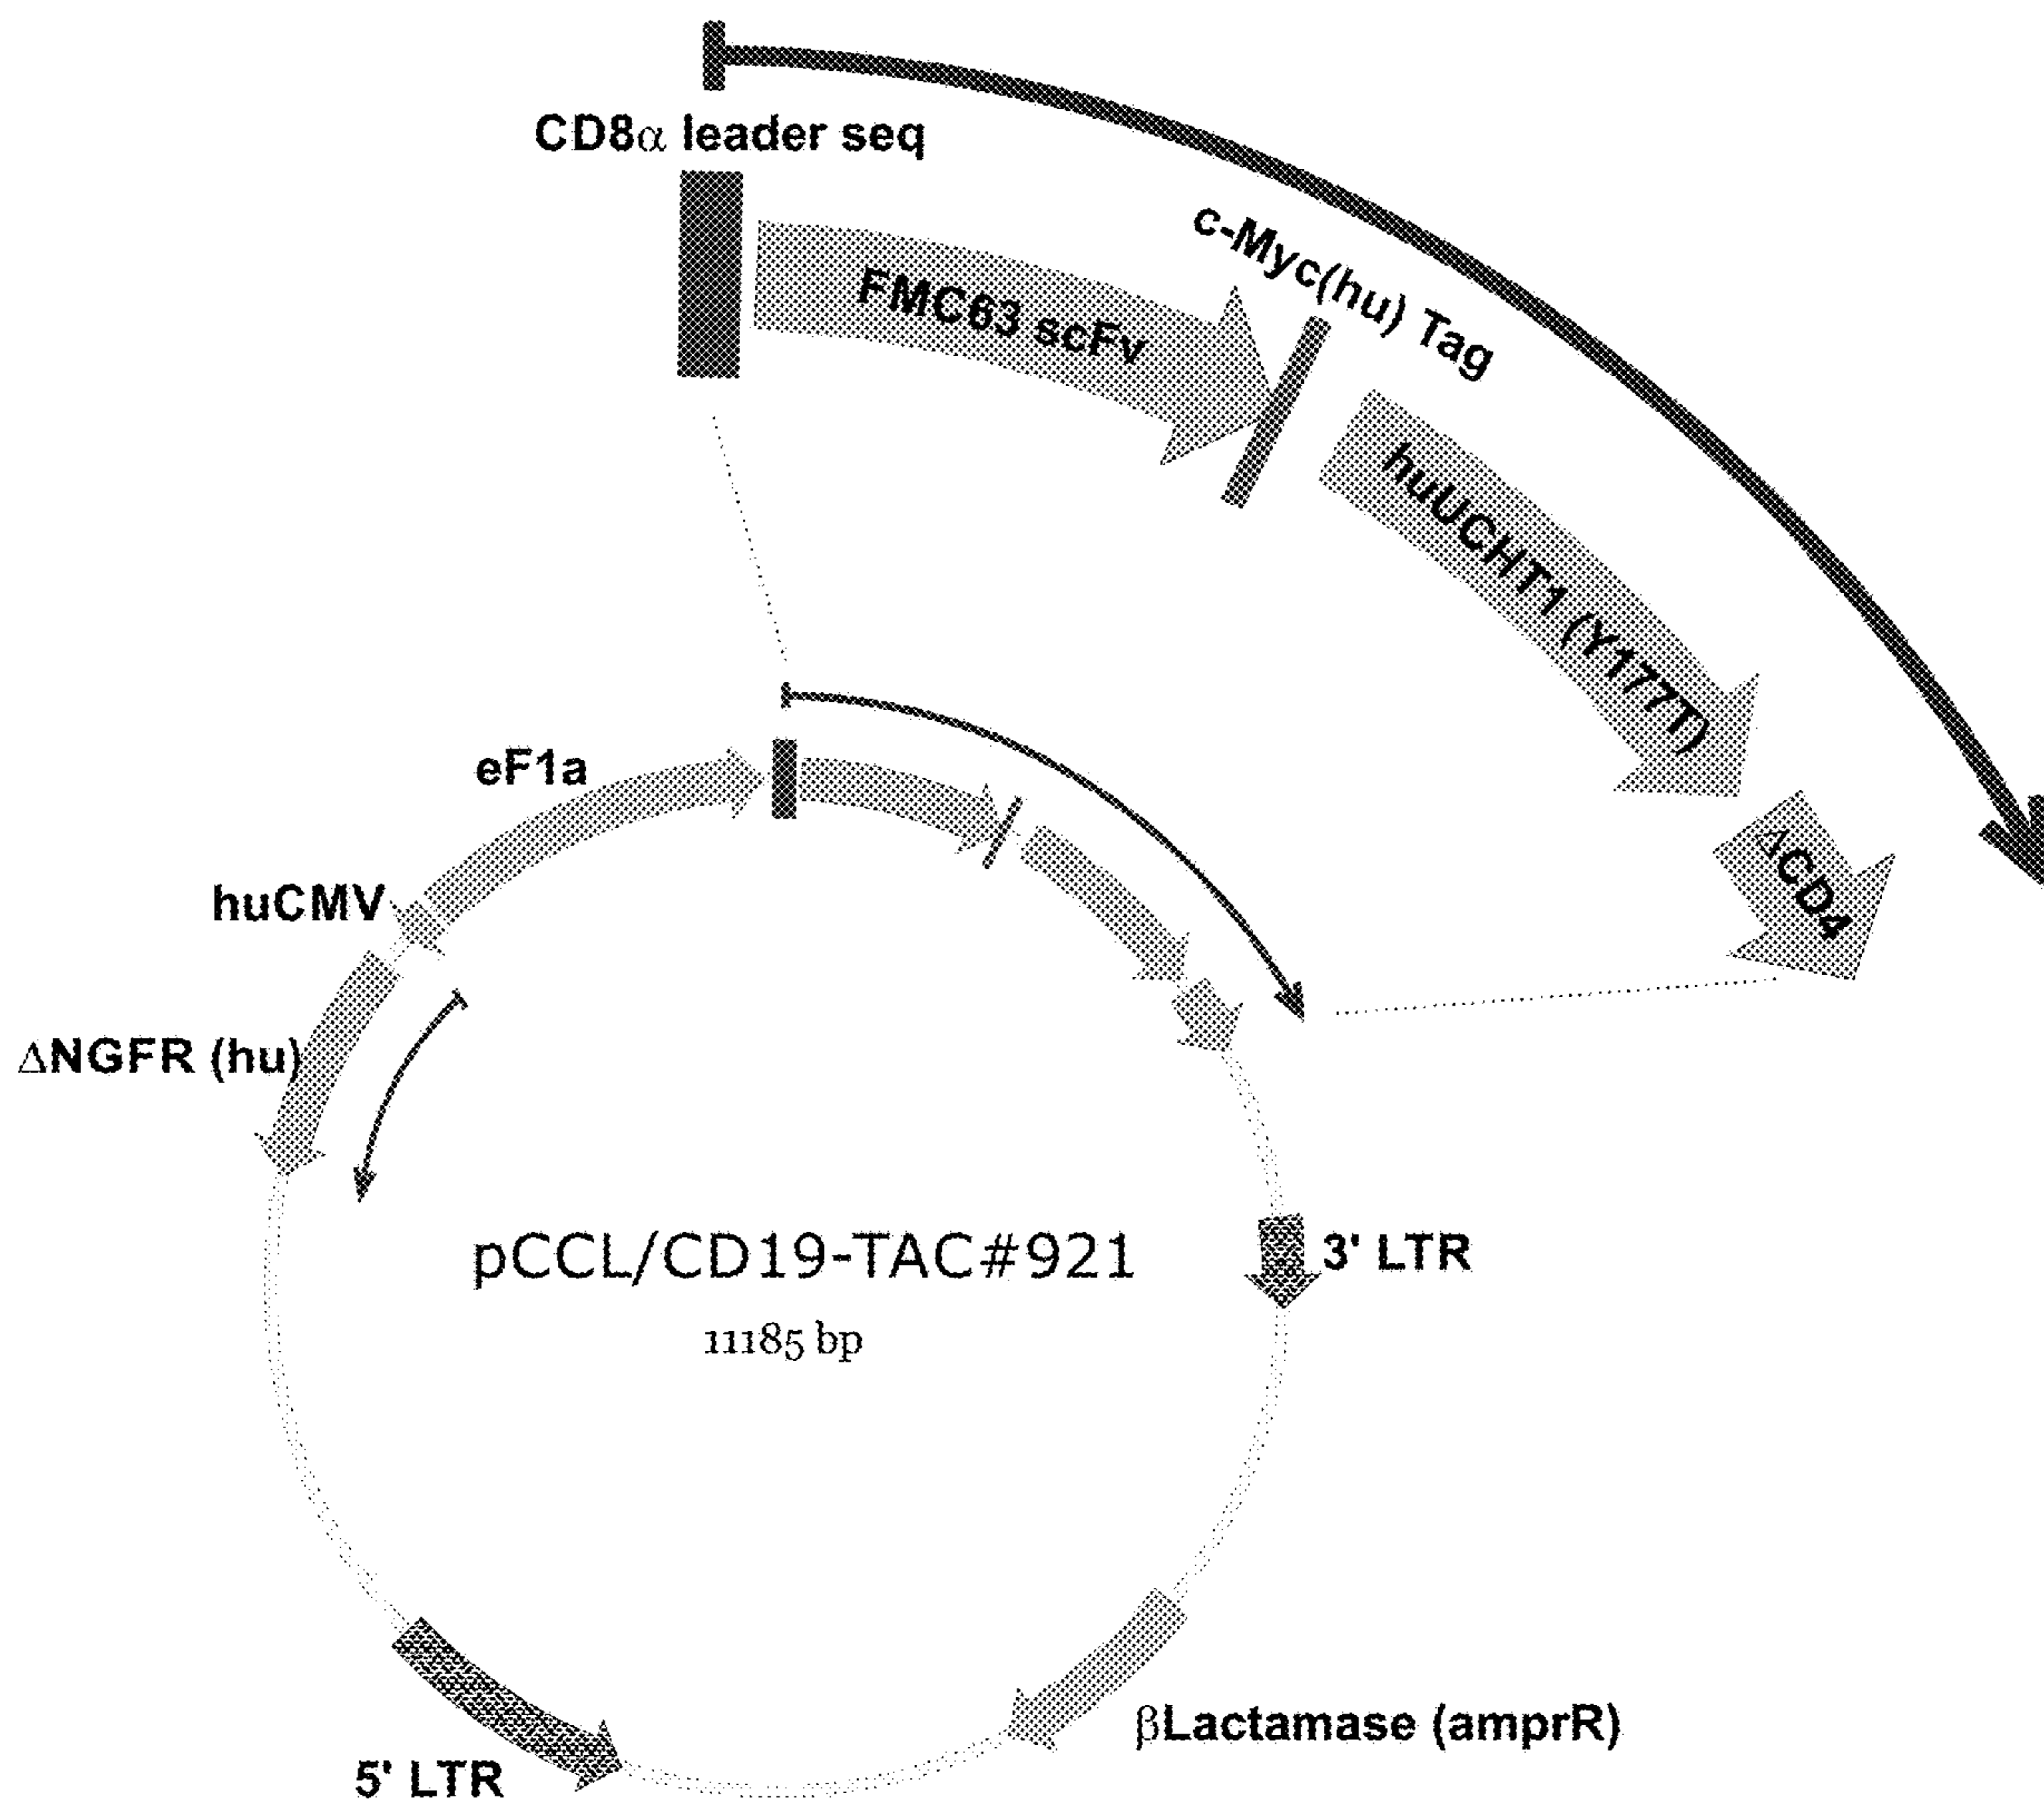 CD8α leader seq
c-Myc(hu) Tag
FMC63 scFv
huUCHT1 (Y177T)
ΔCD4
eF1a
huCMV
ΔNGFR (hu)
pCCL/CD19-TAC#921
11185 bp
3' LTR
βLactamase (amprR)
5' LTR